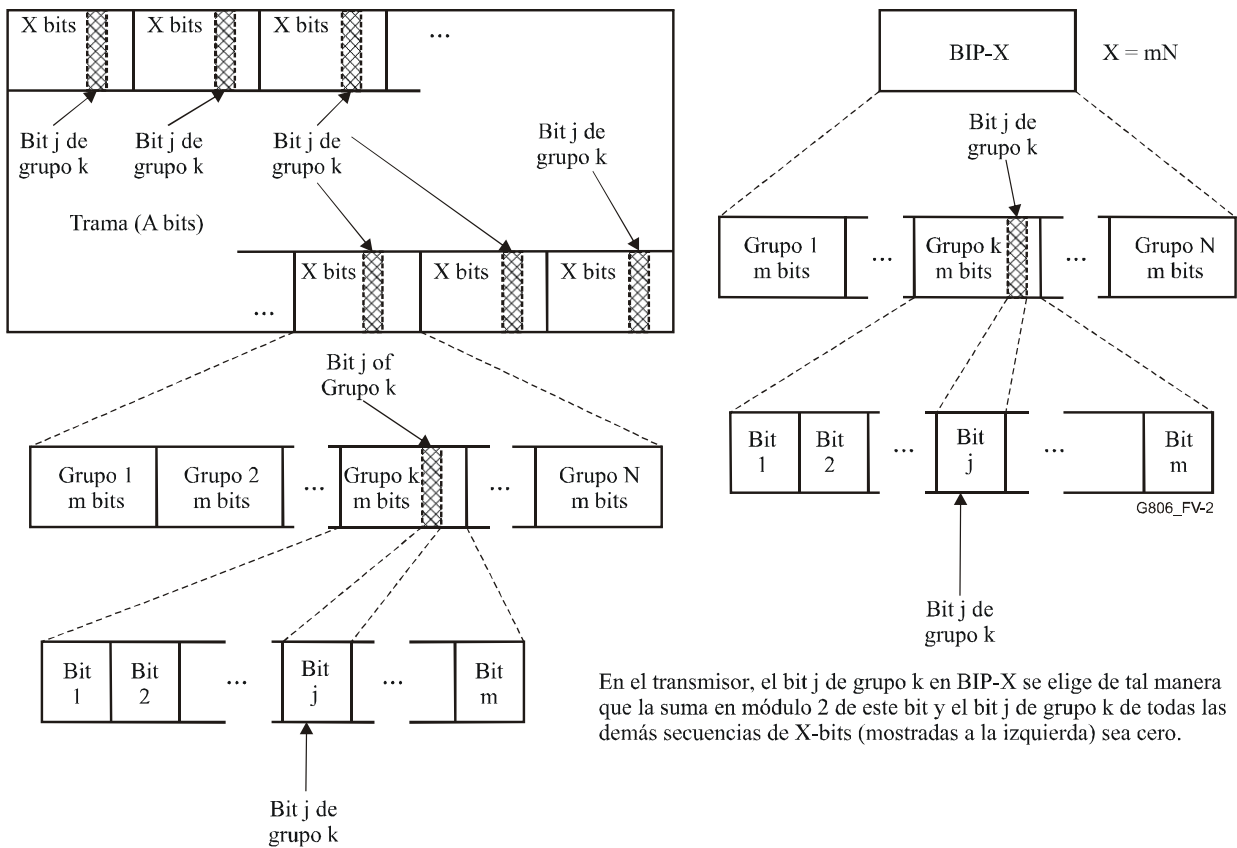 X bits
X bits
X bits
...
Bit j de
grupo k
Bit j de
grupo k
Bit j de
grupo k
Bit j de
grupo k
Trama (A bits)
X bits
X bits
X bits
...
Bit j of
Grupo k
Grupo 1
m bits
Grupo 2
m bits
...
Grupo k
m bits
...
Grupo N
m bits
Bit
1
Bit
2
...
Bit
j
...
Bit
m
Bit j de
grupo k
BIP-X
X = mN
Bit j de
grupo k
Grupo 1
m bits
...
Grupo k
m bits
...
Grupo N
m bits
Bit
1
Bit
2
...
Bit
j
...
Bit
m
G806_FV-2
Bit j de
grupo k
En el transmisor, el bit j de grupo k en BIP-X se elige de tal manera
que la suma en módulo 2 de este bit y el bit j de grupo k de todas las
demás secuencias de X-bits (mostradas a la izquierda) sea cero.